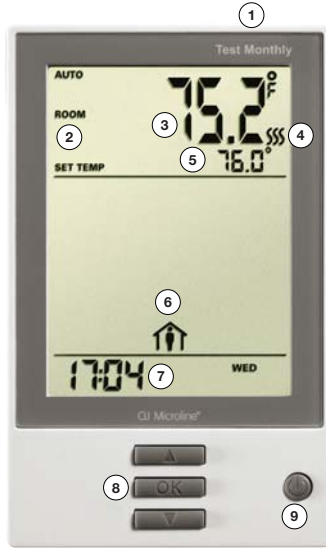 1
Test Monthly
AUTO
75.2°F
ROOM
2
3
4
SET TEMP
5
76.0°
6
17:04
7
WED
OJ Microline®
8
OK
9